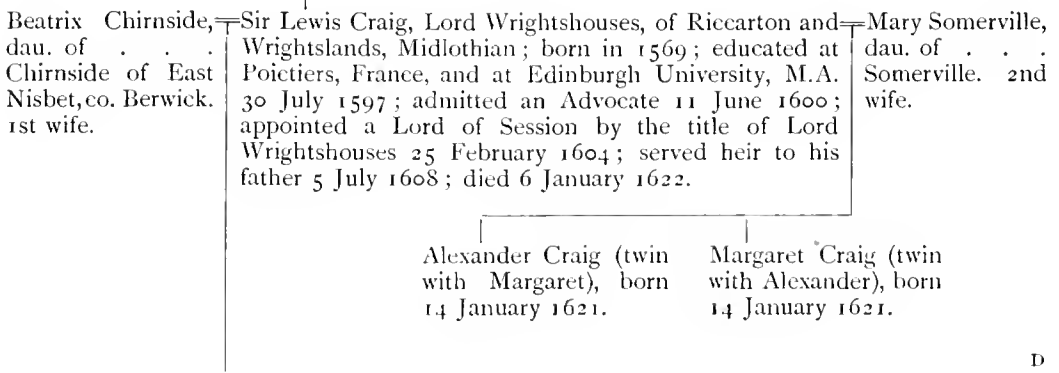 Beatrix Chirnside,
dau. of . . .
Chirnside of East
Nisbet, co. Berwick.
1st wife.
Sir Lewis Craig, Lord Wrightshouses, of Riccarton and
Wrightslands, Midlothian; born in 1569; educated at
Poictiers, France, and at Edinburgh University, M.A.
30 July 1597; admitted an Advocate 11 June 1600;
appointed a Lord of Session by the title of Lord
Wrightshouses 25 February 1604; served heir to his
father 5 July 1608; died 6 January 1622.
Mary Somerville,
dau. of . . .
Somerville. 2nd
wife.
Alexander Craig (twin
with Margaret), born
14 January 1621.
Margaret Craig (twin
with Alexander), born
14 January 1621.
D